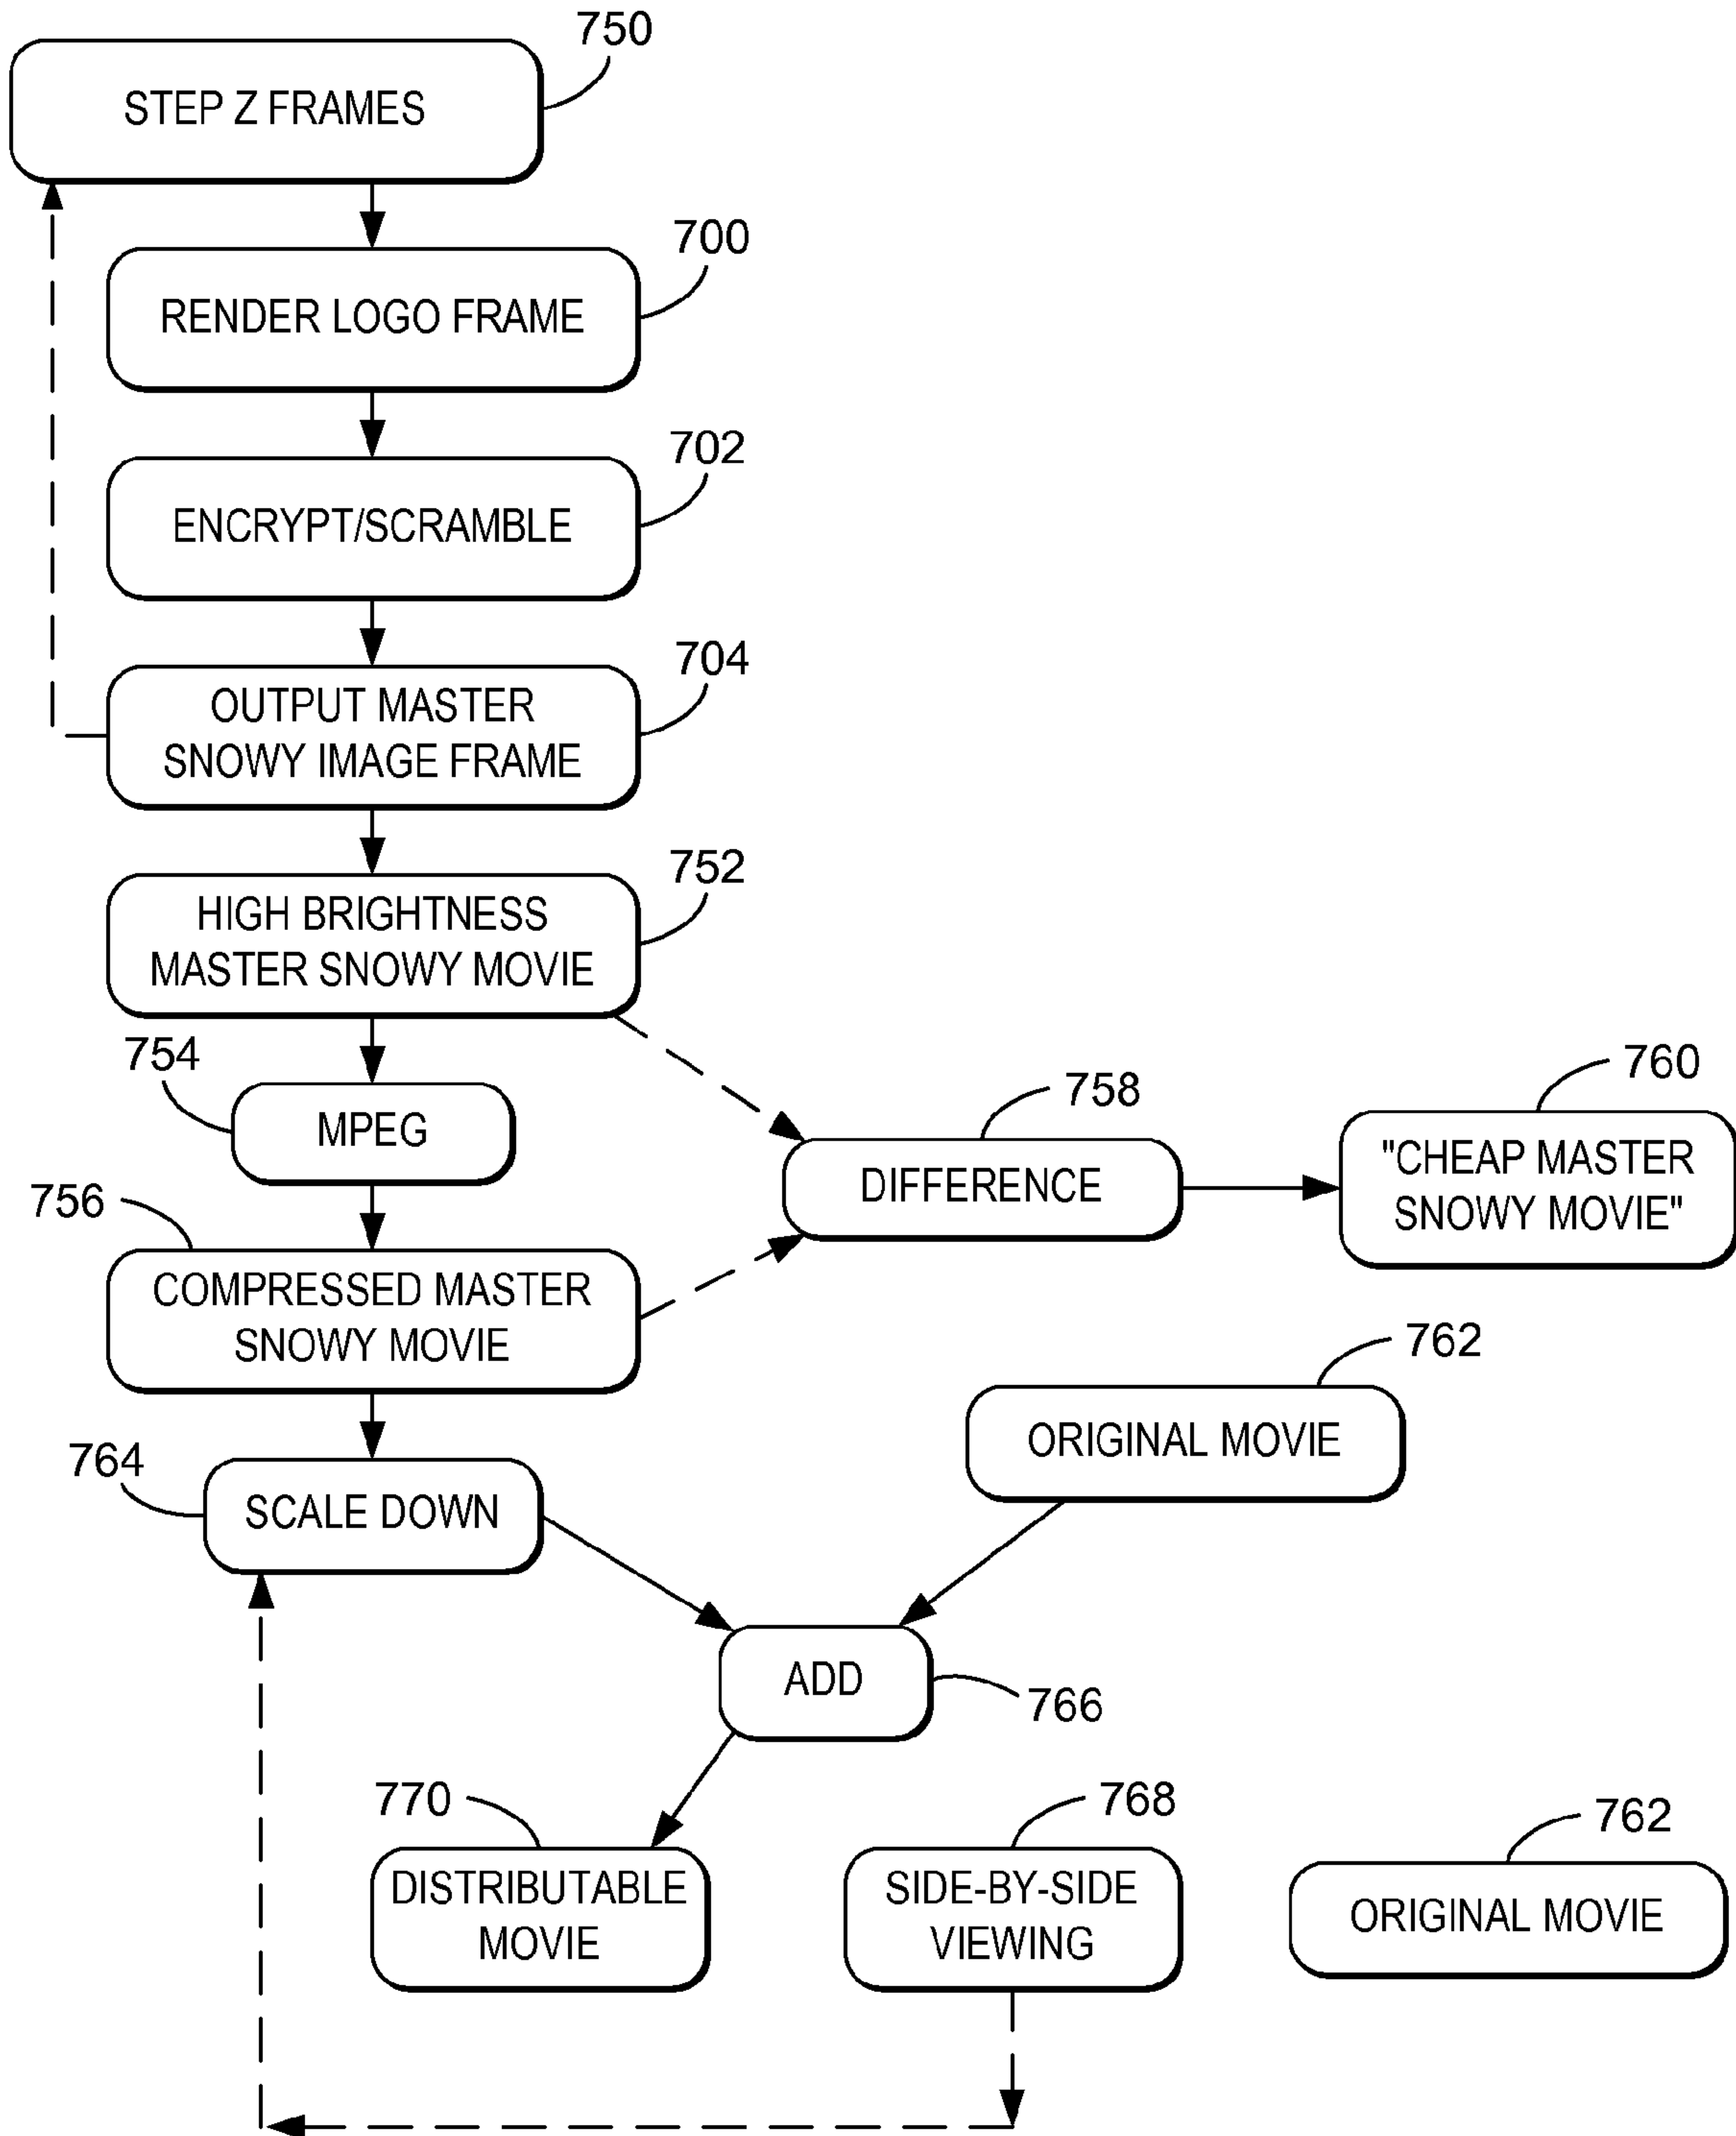 750
STEP Z FRAMES
700
RENDER LOGO FRAME
702
ENCRYPT/SCRAMBLE
704
OUTPUT MASTER
SNOWY IMAGE FRAME
752
HIGH BRIGHTNESS
MASTER SNOWY MOVIE
754
MPEG
758
DIFFERENCE
760
"CHEAP MASTER
SNOWY MOVIE"
756
COMPRESSED MASTER
SNOWY MOVIE
762
ORIGINAL MOVIE
764
SCALE DOWN
ADD
766
770
DISTRIBUTABLE
MOVIE
768
SIDE-BY-SIDE
VIEWING
762
ORIGINAL MOVIE